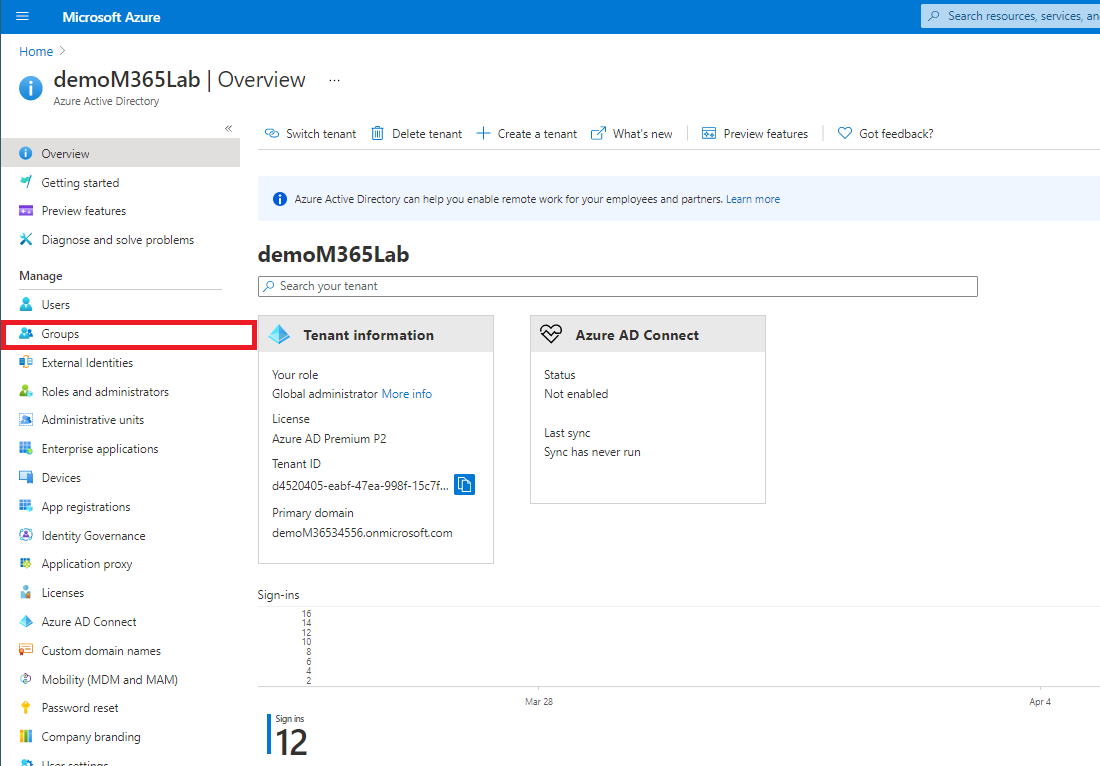 Microsoft Azure
Search resources, services, an
Home
demoM365Lab | Overview ...
Azure Active Directory
«
Switch tenant Delete tenant Create a tenant What's new Preview features Got feedback?
Overview
Getting started
Preview features
Diagnose and solve problems
Manage
Users
Groups
External Identities
Roles and administrators
Administrative units
Enterprise applications
Devices
App registrations
Identity Governance
Application proxy
Licenses
Azure AD Connect
Custom domain names
Mobility (MDM and MAM)
Password reset
Company branding
User settings
Azure Active Directory can help you enable remote work for your employees and partners. Learn more
demoM365Lab
Search your tenant
Tenant information
Your role
Global administrator More info
License
Azure AD Premium P2
Tenant ID
d4520405-eabf-47ea-998f-15c7f...
Primary domain
demoM36534556.onmicrosoft.com
Azure AD Connect
Status
Not enabled
Last sync
Sync has never run
Sign-ins
16
14
12
10
8
6
4
2
Mar 28 Apr 4
Sign ins
12